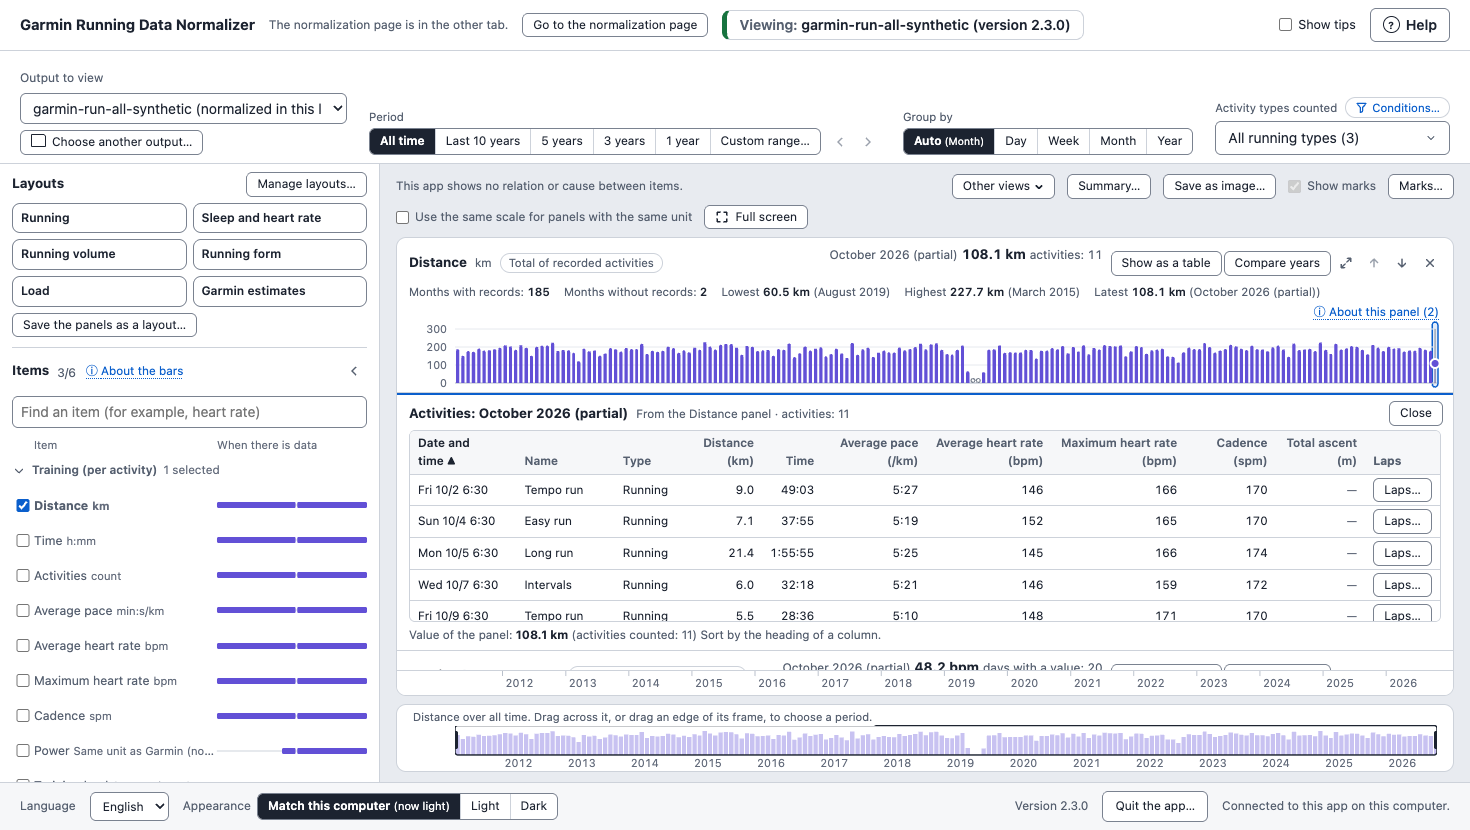 Garmin Running Data Normalizer
The normalization page is in the other tab.
Go to the normalization page
Viewing: garmin-run-all-synthetic (version 2.3.0)
Show tips
Help
Output to view
garmin-run-all-synthetic (normalized in this l
Choose another output...
Period
All time
Last 10 years
5 years
3 years
1 year
Custom range...
Group by
Auto (Month)
Day
Week
Month
Year
Activity types counted
Conditions...
All running types (3)
Layouts
Manage layouts...
Running
Sleep and heart rate
Running volume
Running form
Load
Garmin estimates
Save the panels as a layout...
Items 3/6
About the bars
Find an item (for example, heart rate)
Item
When there is data
Training (per activity) 1 selected
Distance km
Time h:mm
Activities count
Average pace min:s/km
Average heart rate bpm
Maximum heart rate bpm
Cadence spm
Power Same unit as Garmin (no...
This app shows no relation or cause between items.
Other views
Summary...
Save as image...
Show marks
Marks...
Use the same scale for panels with the same unit
Full screen
Distance km
Total of recorded activities
October 2026 (partial) 108.1 km activities: 11
Show as a table
Compare years
Months with records: 185 Months without records: 2 Lowest 60.5 km (August 2019) Highest 227.7 km (March 2015) Latest 108.1 km (October 2026 (partial))
About this panel (2)
300
200
100
0
Activities: October 2026 (partial) From the Distance panel · activities: 11
Close
Date and time ▲ Name Type Distance (km) Time Average pace (/km) Average heart rate (bpm) Maximum heart rate (bpm) Cadence (spm) Total ascent (m) Laps
Fri 10/2 6:30 Tempo run Running 9.0 49:03 5:27 146 166 170 — Laps...
Sun 10/4 6:30 Easy run Running 7.1 37:55 5:19 152 165 170 — Laps...
Mon 10/5 6:30 Long run Running 21.4 1:55:55 5:25 145 166 174 — Laps...
Wed 10/7 6:30 Intervals Running 6.0 32:18 5:21 146 159 172 — Laps...
Fri 10/9 6:30 Tempo run Running 5.5 28:36 5:10 148 171 170 — Laps...
Value of the panel: 108.1 km (activities counted: 11) Sort by the heading of a column.
October 2026 (partial) 48.2 bpm days with a value: 20
2012 2013 2014 2015 2016 2017 2018 2019 2020 2021 2022 2023 2024 2025 2026
Distance over all time. Drag across it, or drag an edge of its frame, to choose a period.
2012 2013 2014 2015 2016 2017 2018 2019 2020 2021 2022 2023 2024 2025 2026
Language
English
Appearance
Match this computer (now light)
Light
Dark
Version 2.3.0
Quit the app...
Connected to this app on this computer.